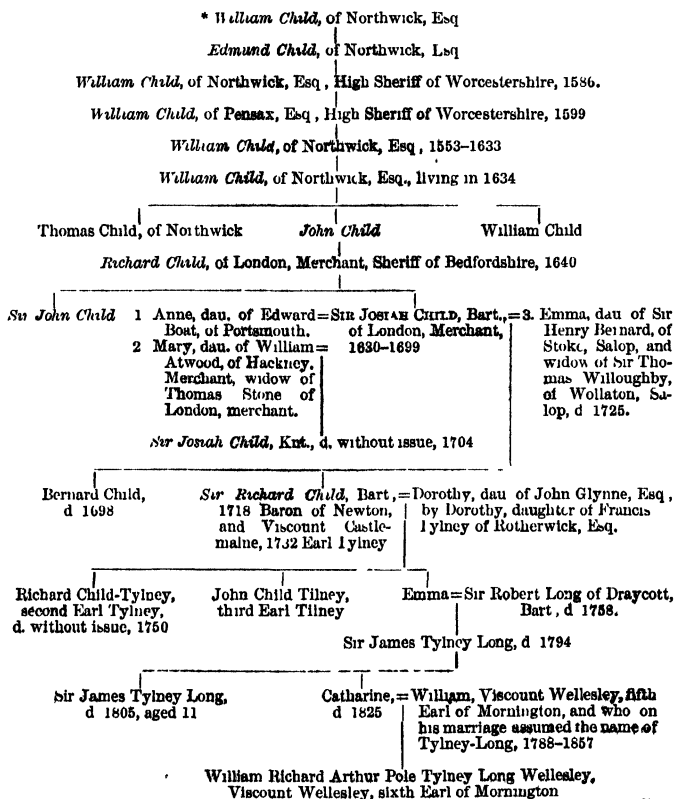 * William Child, of Northwick, Esq
Edmund Child, of Northwick, Esq
William Child, of Northwick, Esq, High Sheriff of Worcestershire, 1586.
William Child, of Pensax, Esq, High Sheriff of Worcestershire, 1599
William Child, of Northwick, Esq, 1553-1633
William Child, of Northwick, Esq., living in 1634
Thomas Child, of Northwick
John Child
William Child
Richard Child, of London, Merchant, Sheriff of Bedfordshire, 1640
Sir John Child
1 Anne, dau. of Edward=
Boat, of Portsmouth.
2 Mary, dau. of William=
Atwood, of Hackney.
Merchant, widow of
Thomas Stone of
London, merchant.
SIR JOSIAH CHILD, Bart.,=
of London, Merchant,
1630-1699
3. Emma, dau of Sir
Henry Bernard, of
Stoke, Salop, and
widow of Sir Tho-
mas Willoughby,
of Wollaton, Sa-
lop, d 1725.
Sir Josiah Child, Knt., d. without issue, 1704
Bernard Child,
d 1698
Sir Richard Child, Bart,=
1718 Baron of Newton,
and Viscount Castle-
maine, 1732 Earl Tylney
Dorothy, dau of John Glynne, Esq,
by Dorothy, daughter of Francis
Tylney of Rotherwick, Esq.
Richard Child-Tylney,
second Earl Tylney,
d. without issue, 1750
John Child Tilney,
third Earl Tilney
Emma=Sir Robert Long of Draycott,
Bart, d 1758.
Sir James Tylney Long, d 1794
Sir James Tylney Long,
d 1805, aged 11
Catharine,=
d 1825
William, Viscount Wellesley, fifth
Earl of Mornington, and who on
his marriage assumed the name of
Tylney-Long, 1788-1857
William Richard Arthur Pole Tylney Long Wellesley,
Viscount Wellesley, sixth Earl of Mornington